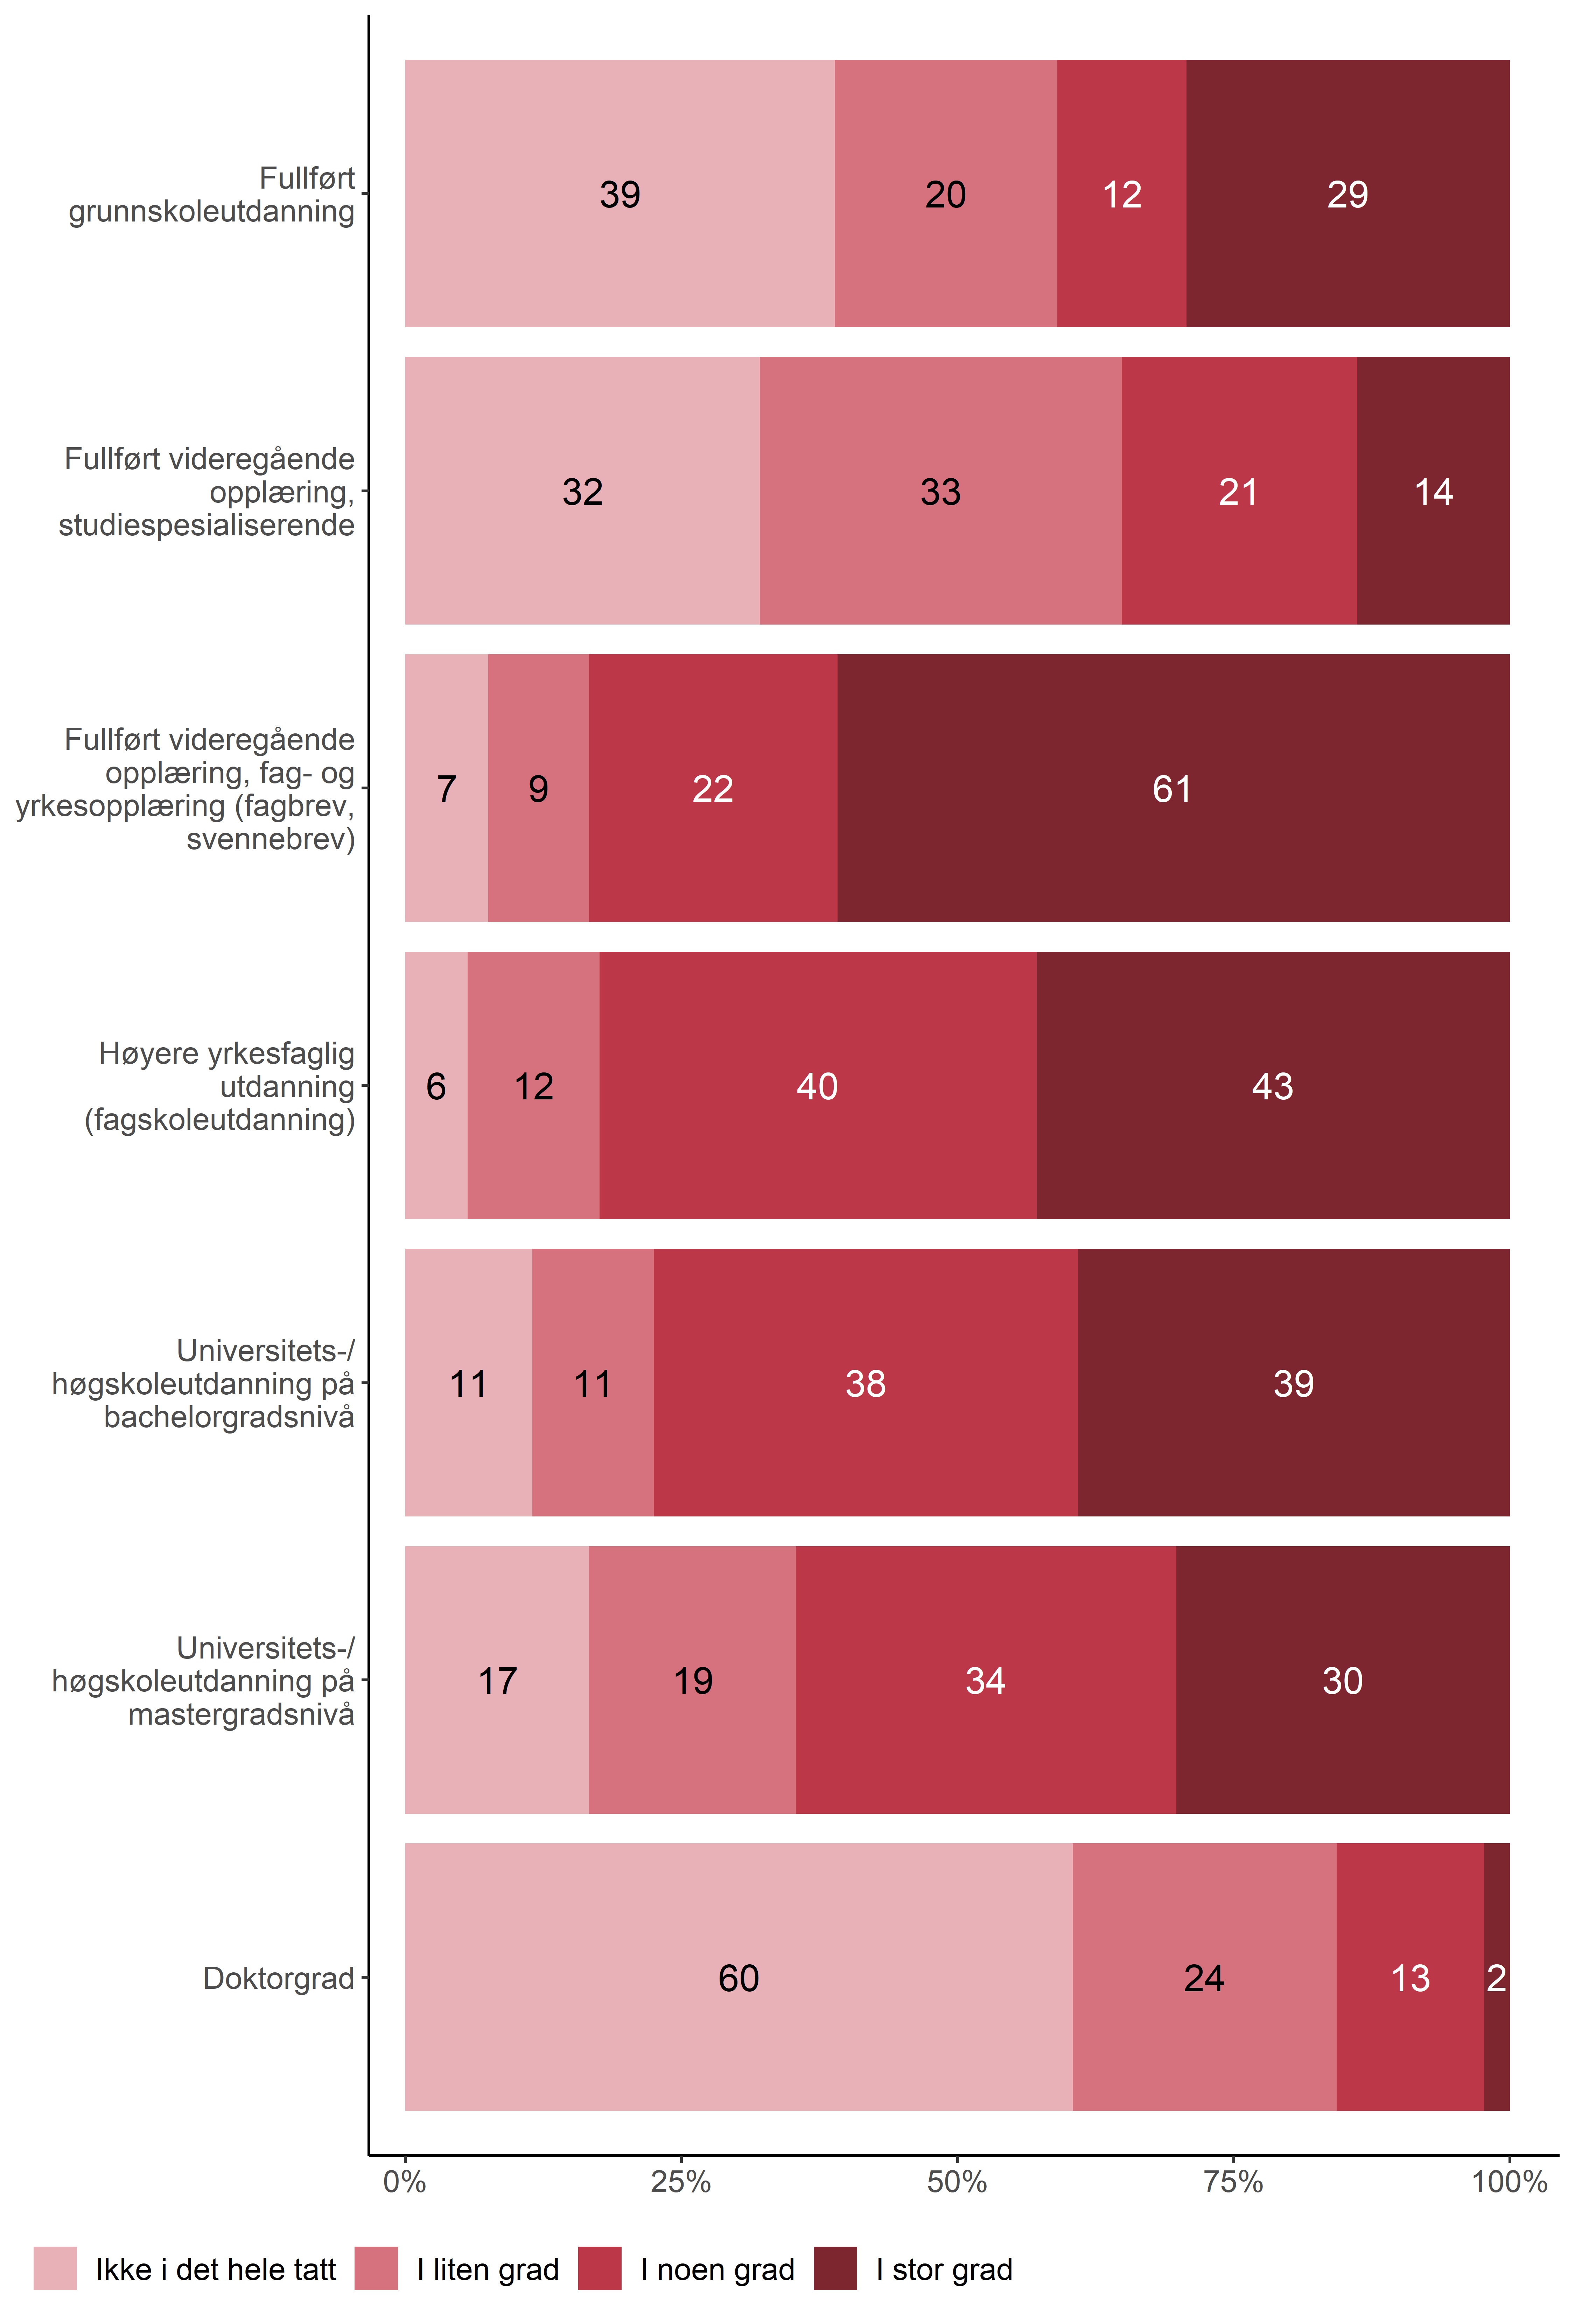 Fullført
grunnskoleutdanning
39 20 12 29
Fullført videregående
opplæring,
studiespesialiserende
32 33 21 14
Fullført videregående
opplæring, fag- og
yrkesopplæring (fagbrev,
svennebrev)
7 9 22 61
Høyere yrkesfaglig
utdanning
(fagskoleutdanning)
6 12 40 43
Universitets-/
høgskoleutdanning på
bachelorgradsnivå
11 11 38 39
Universitets-/
høgskoleutdanning på
mastergradsnivå
17 19 34 30
Doktorgrad
60 24 13 2
0% 25% 50% 75% 100%
Ikke i det hele tatt I liten grad I noen grad I stor grad